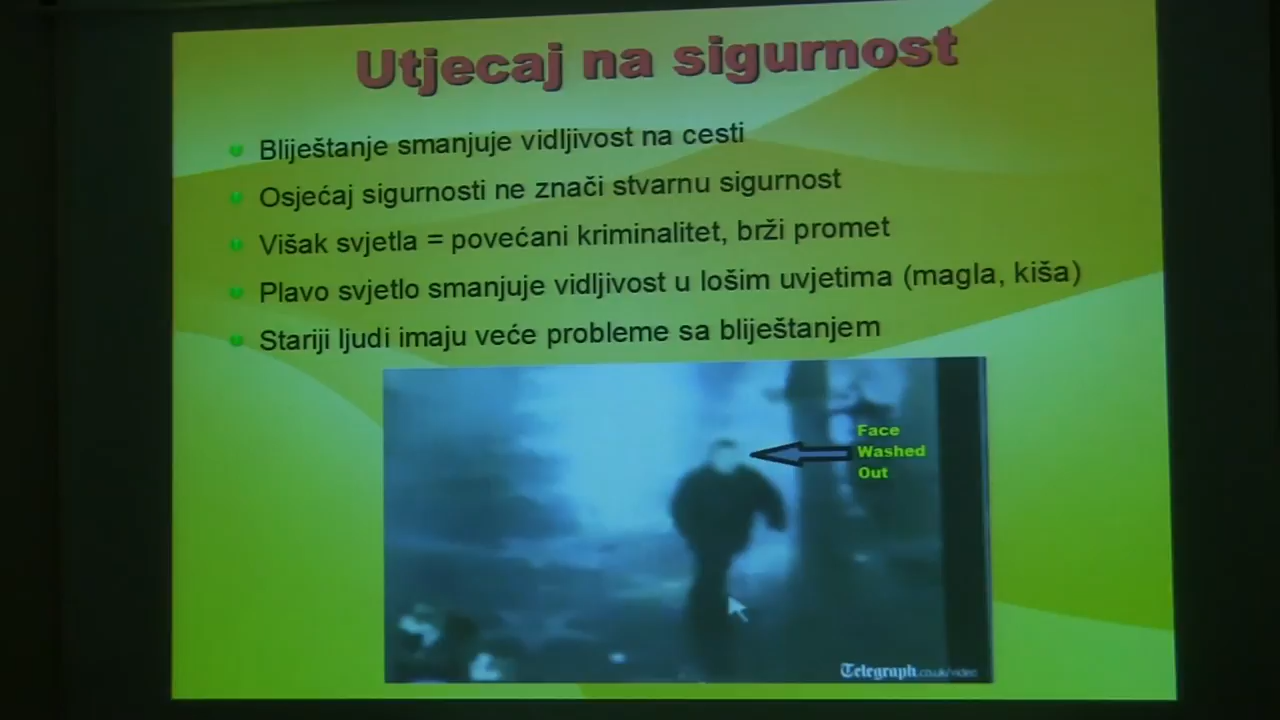 Utjecaj na sigurnost
Bliještanje smanjuje vidljivost na cesti
Osjećaj sigurnosti ne znači stvarnu sigurnost
Višak svjetla = povećani kriminalitet, brži promet
Plavo svjetlo smanjuje vidljivost u lošim uvjetima (magla, kiša)
Stariji ljudi imaju veće probleme sa bliještanjem
Face
Washed
Out
Telegraph.co.uk/video